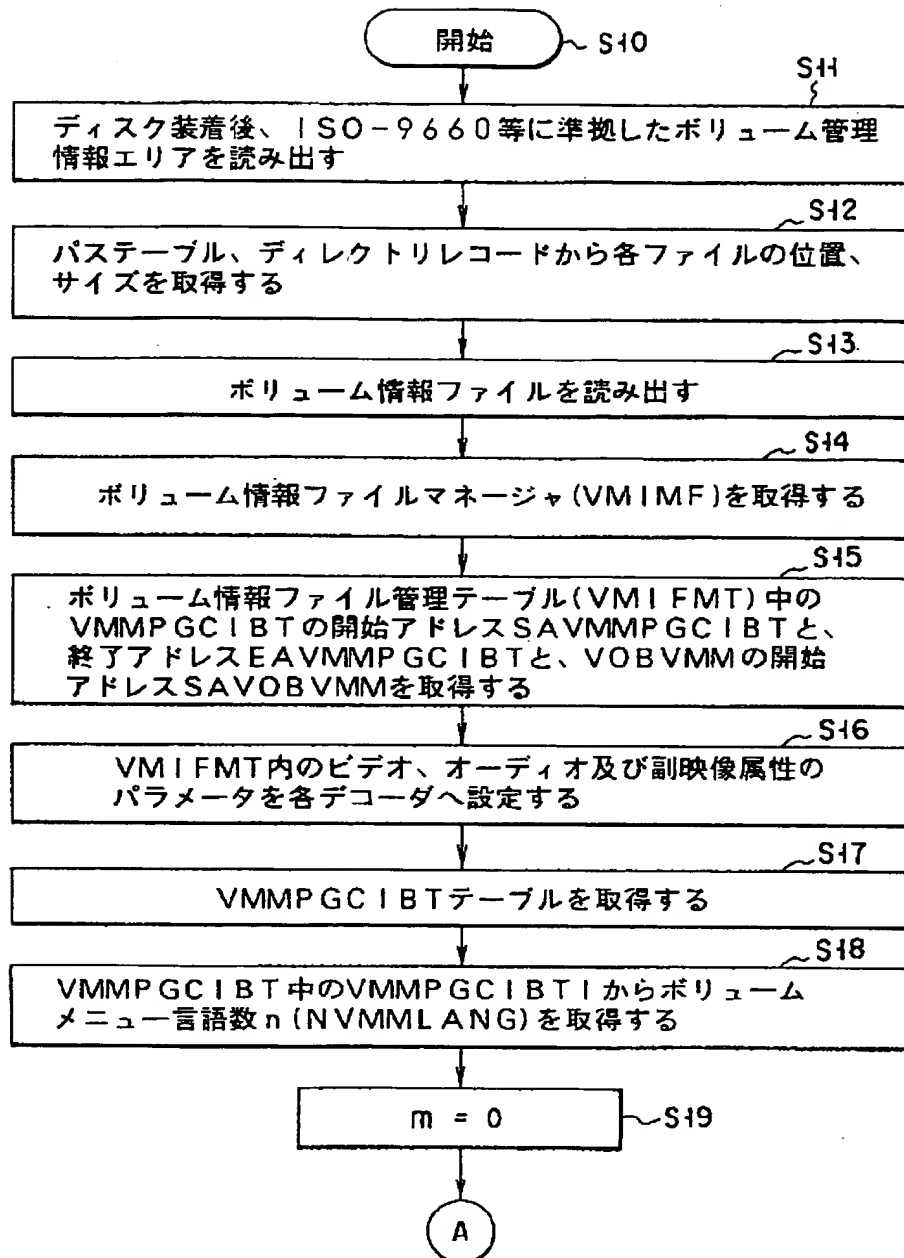 開始
S10
S11
ディスク装着後、ISO-9660等に準拠したボリューム管理
情報エリアを読み出す
S12
パステーブル、ディレクトリレコードから各ファイルの位置、
サイズを取得する
S13
ボリューム情報ファイルを読み出す
S14
ボリューム情報ファイルマネージャ(VMIMF)を取得する
S15
ボリューム情報ファイル管理テーブル(VMIFMT)中の
VMMPGCIBTの開始アドレスSAVMMPGCIBTと、
終了アドレスEAVMMPGCIBTと、VOBVMMの開始
アドレスSAVOBVMMを取得する
S16
VMIFMT内のビデオ、オーディオ及び副映像属性の
パラメータを各デコーダへ設定する
S17
VMMPGCIBTテーブルを取得する
S18
VMMPGCIBT中のVMMPGCIBTIからボリューム
メニュー言語数n(NVMMLANG)を取得する
m = 0
S19
A